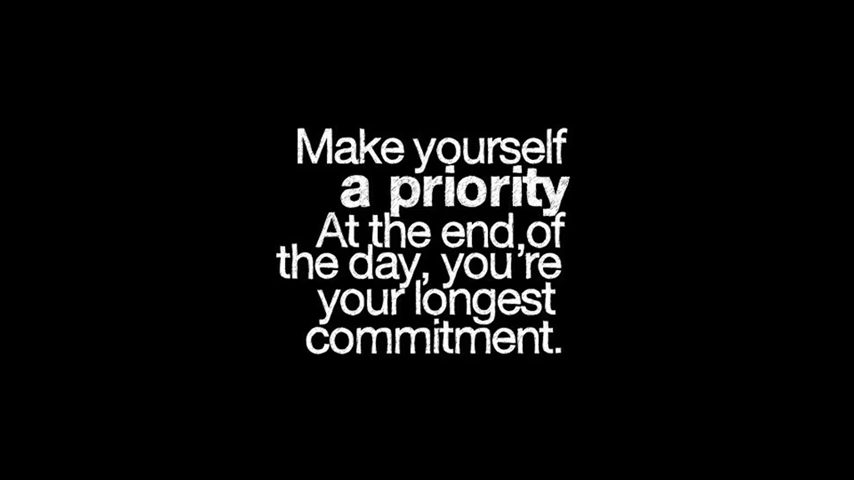 Make yourself
a priority
At the end of
the day, you're
your longest
commitment.